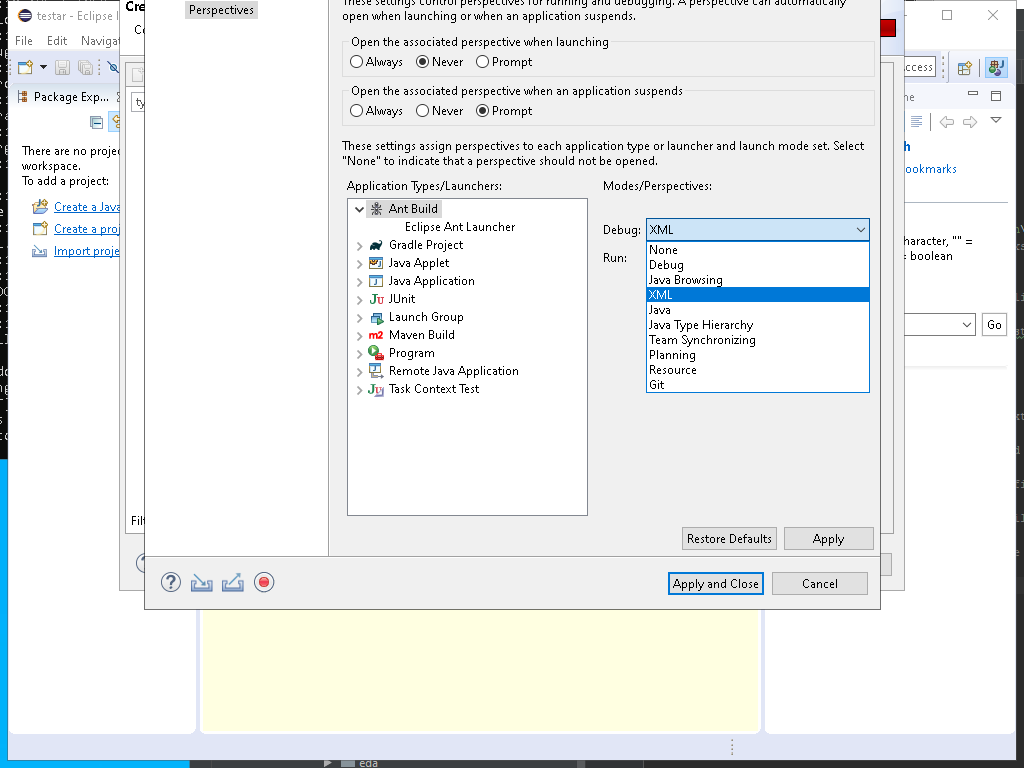 testar - Eclipse
Cre
File Edit Navigat
Perspectives
These settings control perspectives for running and debugging. A perspective can automatically
open when launching or when an application suspends.
Open the associated perspective when launching
Always Never Prompt
Open the associated perspective when an application suspends
Always Never Prompt
These settings assign perspectives to each application type or launcher and launch mode set. Select
"None" to indicate that a perspective should not be opened.
Application Types/Launchers:
Modes/Perspectives:
Ant Build
Eclipse Ant Launcher
Gradle Project
Java Applet
Java Application
JUnit
Launch Group
Maven Build
Program
Remote Java Application
Task Context Test
Debug: XML
Run:
None
Debug
Java Browsing
XML
Java
Java Type Hierarchy
Team Synchronizing
Planning
Resource
Git
Restore Defaults Apply
Apply and Close Cancel
Package Exp...
There are no proje
workspace.
To add a project:
Create a Java
Create a proj
Import proje
ty
Filt
ccess
ne
h
ookmarks
haracter, "" =
= boolean
Go
eda